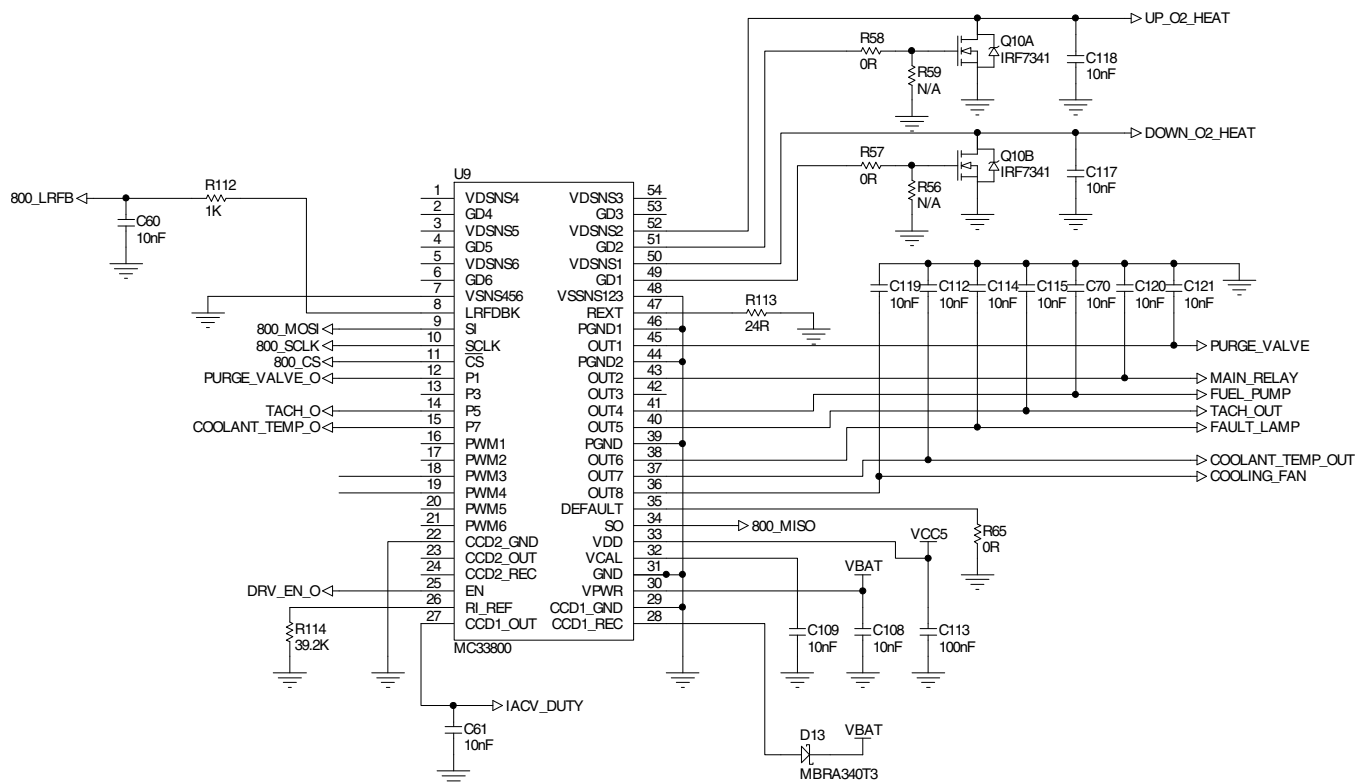 UP_O2_HEAT
R58
0R
R59
N/A
Q10A
IRF7341
C118
10nF
DOWN_O2_HEAT
R57
0R
R56
N/A
Q10B
IRF7341
C117
10nF
800_LRFB
R112
1K
C60
10nF
U9
1 VDSNS4
2 GD4
3 VDSNS5
4 GD5
5 VDSNS6
6 GD6
7 VSNS456
8 LRFDBK
800_MOSI 9 SI
800_SCLK 10 SCLK
800_CS 11 CS
PURGE_VALVE_O 12 P1
13 P3
TACH_O 14 P5
COOLANT_TEMP_O 15 P7
16 PWM1
17 PWM2
18 PWM3
19 PWM4
20 PWM5
21 PWM6
22 CCD2_GND
23 CCD2_OUT
24 CCD2_REC
DRV_EN_O 25 EN
26 RI_REF
27 CCD1_OUT
VDSNS3 54
GD3 53
VDSNS2 52
GD2 51
VDSNS1 50
GD1 49
VSSNS123 48
REXT 47
PGND1 46
OUT1 45
PGND2 44
OUT2 43
OUT3 42
OUT4 41
OUT5 40
PGND 39
OUT6 38
OUT7 37
OUT8 36
DEFAULT 35
SO 34
VDD 33
VCAL 32
GND 31
VPWR 30
CCD1_GND 29
CCD1_REC 28
MC33800
R113
24R
C119
10nF
C112
10nF
C114
10nF
C115
10nF
C70
10nF
C120
10nF
C121
10nF
PURGE_VALVE
MAIN_RELAY
FUEL_PUMP
TACH_OUT
FAULT_LAMP
COOLANT_TEMP_OUT
COOLING_FAN
800_MISO
R65
0R
VCC5
VBAT
R114
39.2K
C109
10nF
C108
10nF
C113
100nF
IACV_DUTY
C61
10nF
D13
MBRA340T3
VBAT